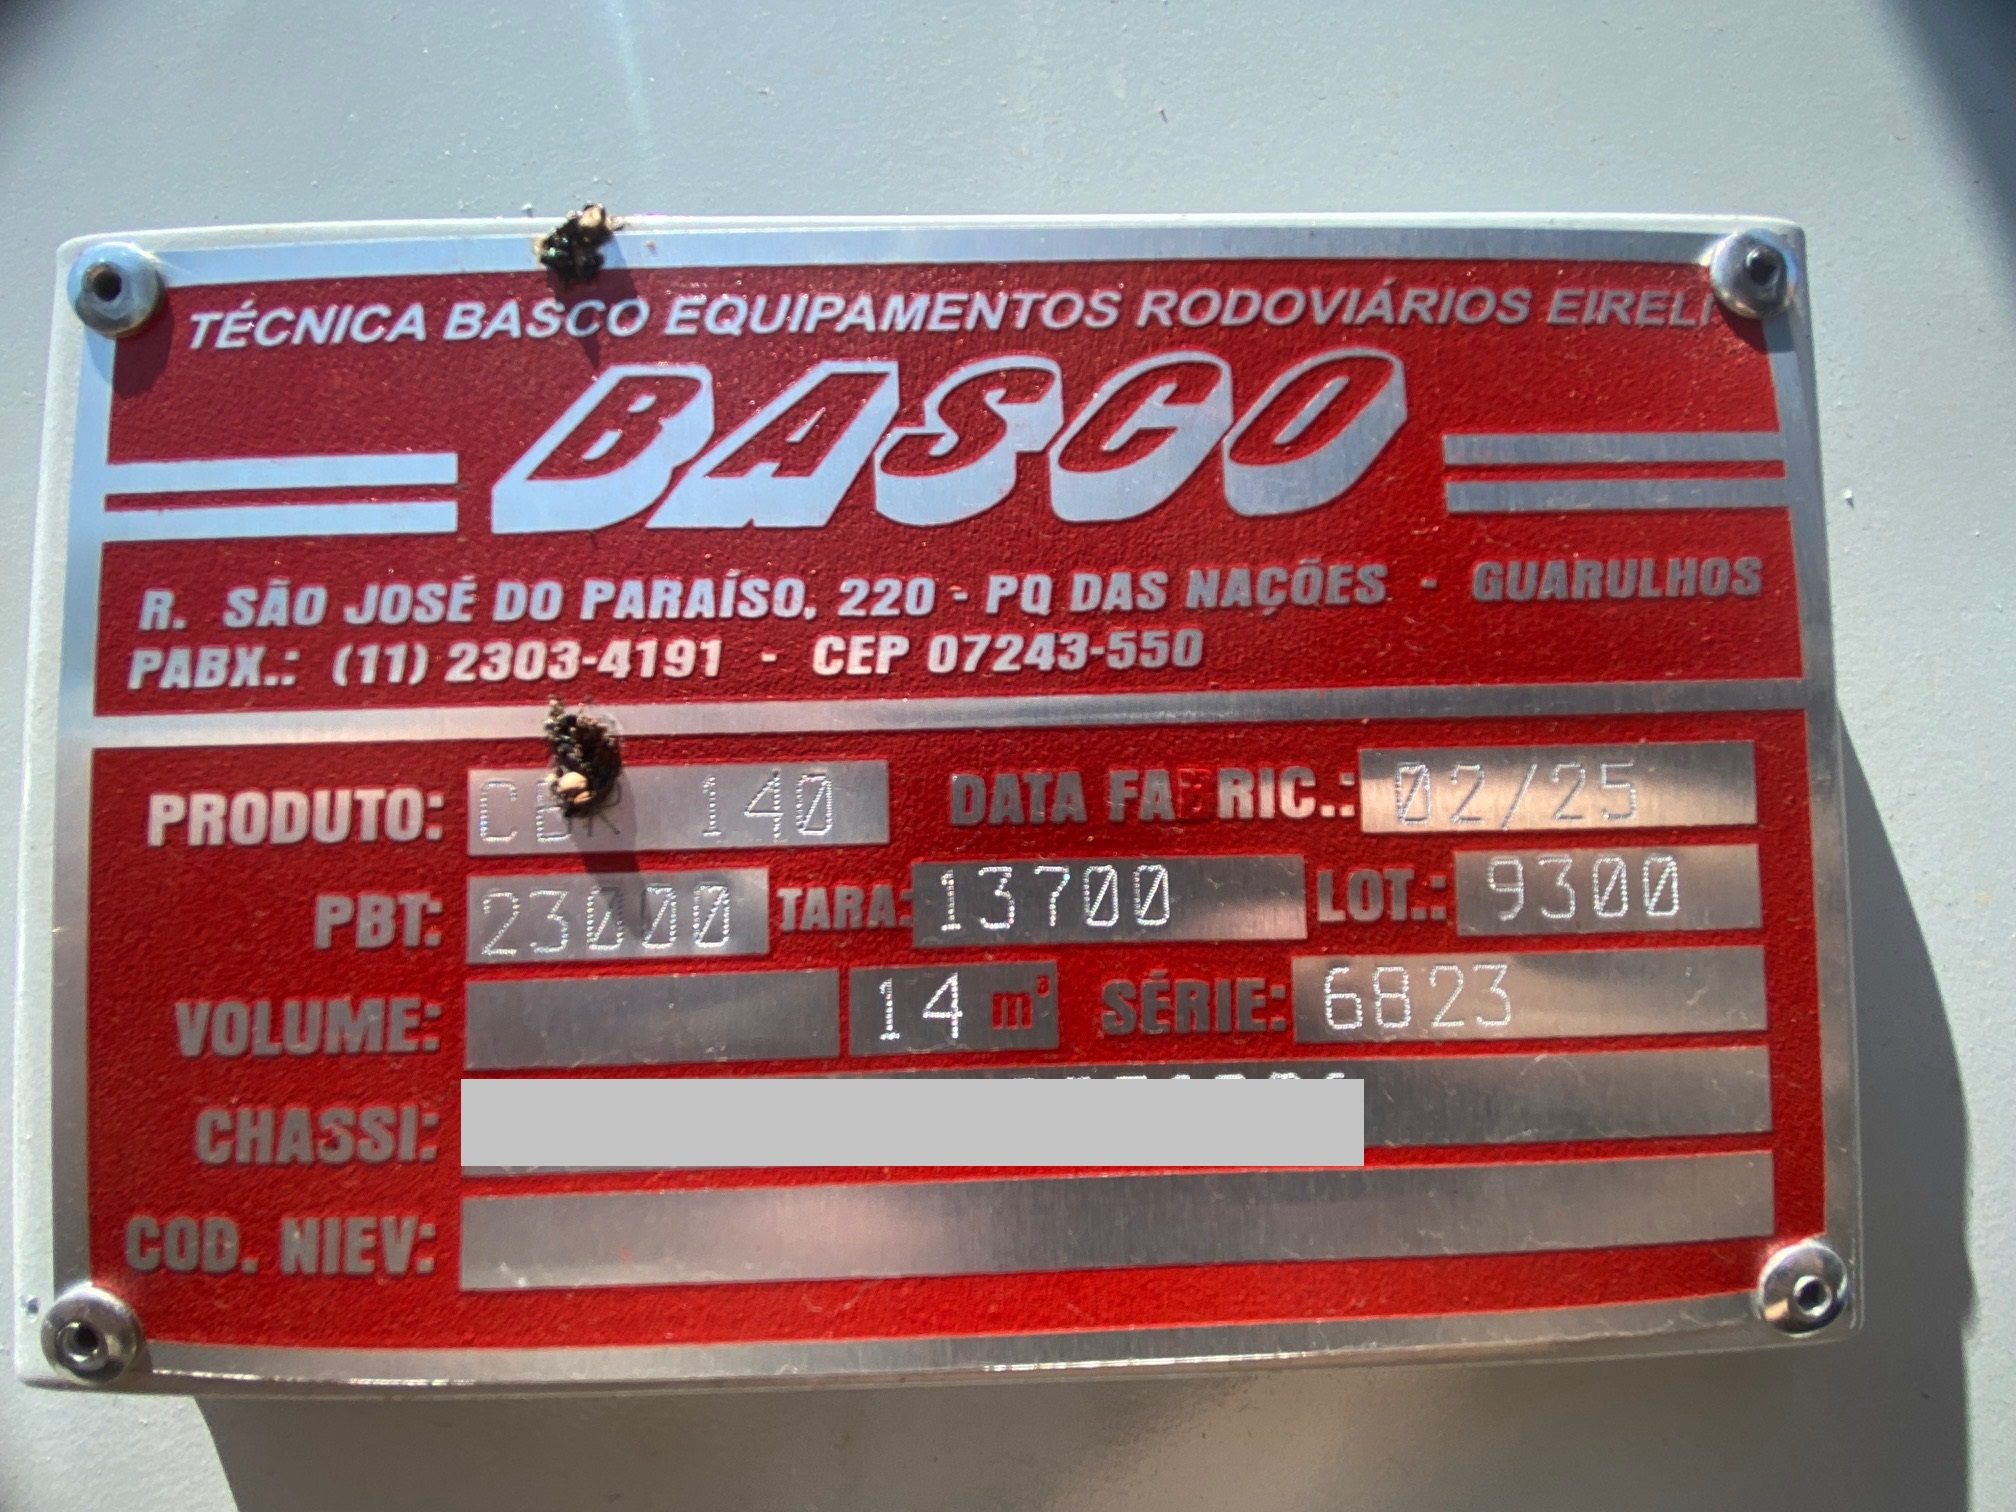 TÉCNICA BASCO EQUIPAMENTOS RODOVIÁRIOS EIRELI
BASCO
R. SÃO JOSÉ DO PARAÍSO, 220 - PQ DAS NAÇÕES - GUARULHOS
PABX.: (11) 2303-4191 - CEP 07243-550
PRODUTO: 140 DATA FABRIC.: 02/25
PBT: 23000 TARA: 13700 LOT.: 9300
VOLUME: 14 m³ SÉRIE: 6823
CHASSI:
COD. NIEV: